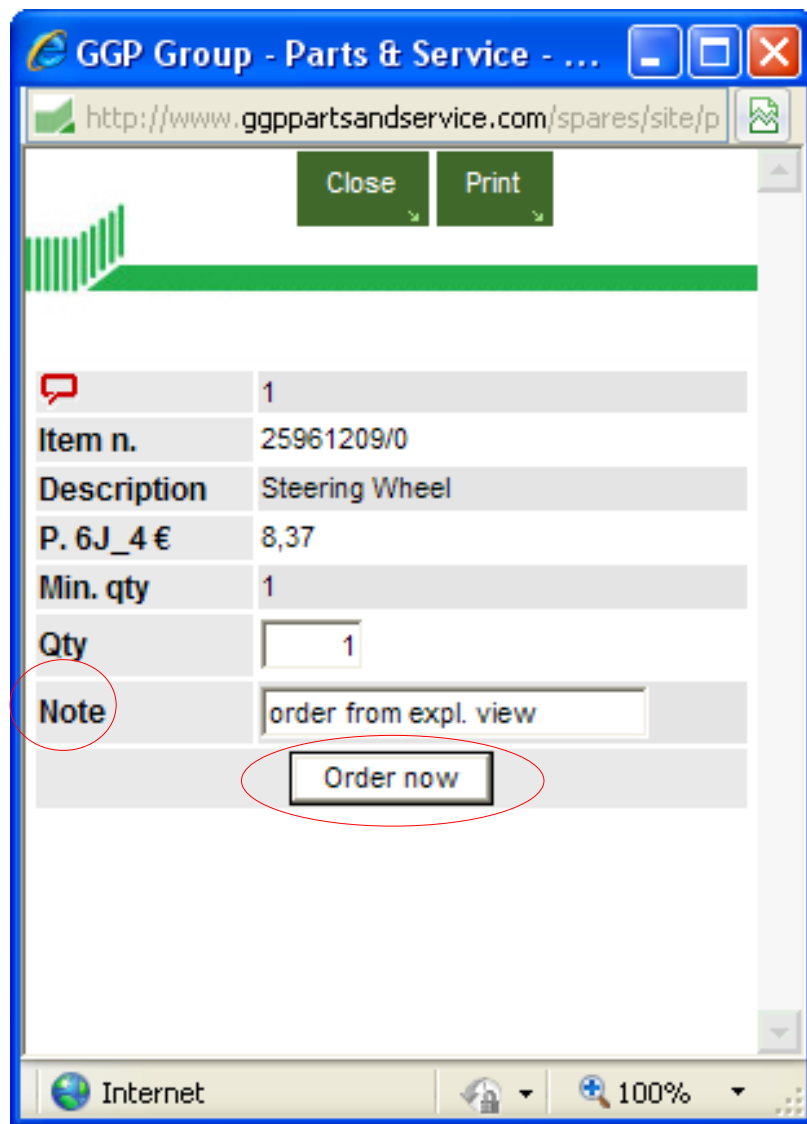 GGP Group - Parts & Service - ...
http://www.ggppartsandservice.com/spares/site/p
Close Print
1
Item n. 25961209/0
Description Steering Wheel
P. 6J_4 € 8,37
Min. qty 1
Qty 1
Note order from expl. view
Order now
Internet 100%